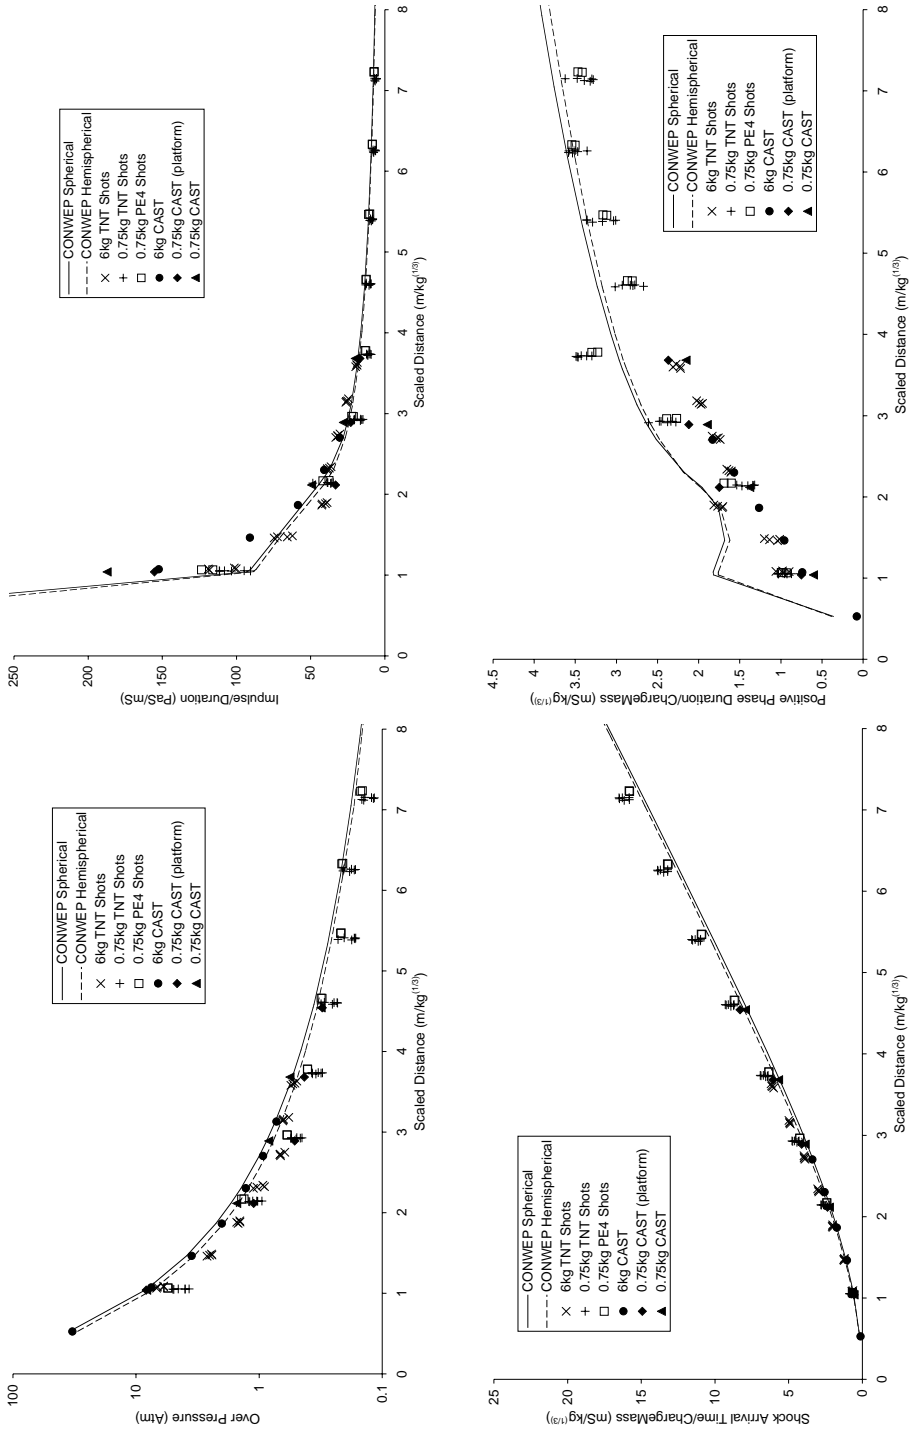 100
10
1
0.1
Over Pressure (Atm)
CONWEP Spherical
CONWEP Hemispherical
6kg TNT Shots
0.75kg TNT Shots
0.75kg PE4 Shots
6kg CAST
0.75kg CAST (platform)
0.75kg CAST
0 1 2 3 4 5 6 7 8
Scaled Distance (m/kg(1/3))
250
200
150
100
50
0
Impulse/Duration (PaS/mS)
CONWEP Spherical
CONWEP Hemispherical
6kg TNT Shots
0.75kg TNT Shots
0.75kg PE4 Shots
6kg CAST
0.75kg CAST (platform)
0.75kg CAST
0 1 2 3 4 5 6 7 8
Scaled Distance (m/kg(1/3))
25
20
15
10
5
0
Shock Arrival Time/ChargeMass (mS/kg(1/3))
CONWEP Spherical
CONWEP Hemispherical
6kg TNT Shots
0.75kg TNT Shots
0.75kg PE4 Shots
6kg CAST
0.75kg CAST (platform)
0.75kg CAST
0 1 2 3 4 5 6 7 8
Scaled Distance (m/kg(1/3))
4.5
4
3.5
3
2.5
2
1.5
1
0.5
0
Positive Phase Duration/ChargeMass (mS/kg(1/3))
CONWEP Spherical
CONWEP Hemispherical
6kg TNT Shots
0.75kg TNT Shots
0.75kg PE4 Shots
6kg CAST
0.75kg CAST (platform)
0.75kg CAST
0 1 2 3 4 5 6 7 8
Scaled Distance (m/kg(1/3))